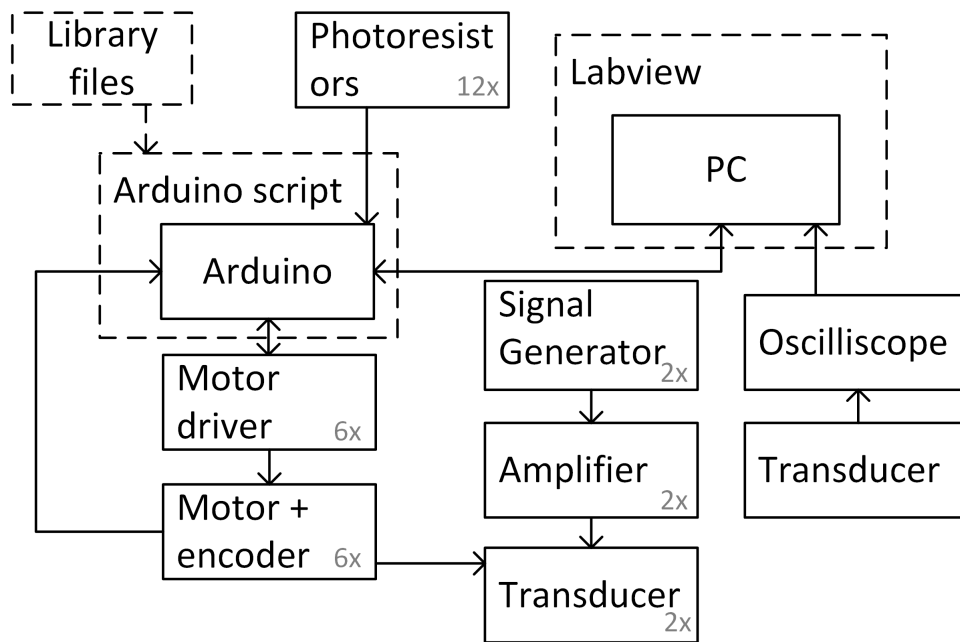 Library
files
Photoresist
ors
12x
Labview
PC
Arduino script
Arduino
Signal
Generator
2x
Oscilliscope
Motor
driver
6x
Amplifier
2x
Transducer
Motor +
encoder
6x
Transducer
2x